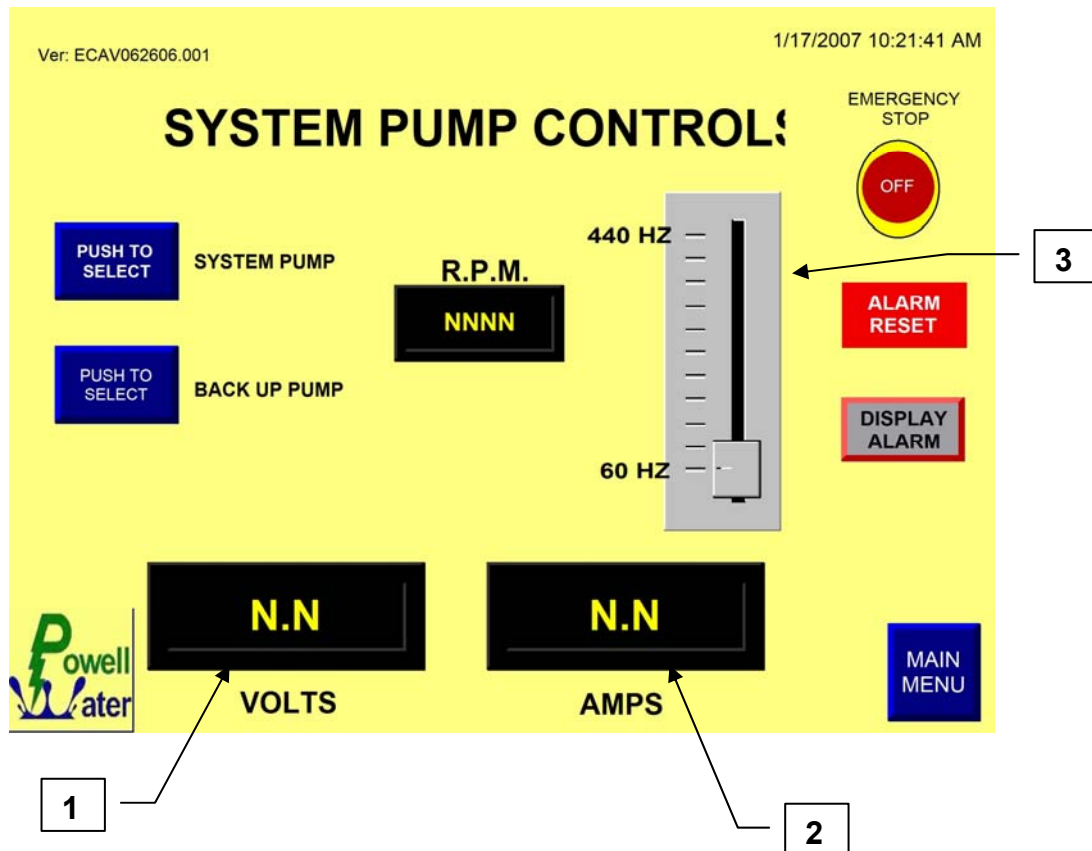 Ver: ECAV062606.001
1/17/2007 10:21:41 AM
SYSTEM PUMP CONTROLS
EMERGENCY
STOP
OFF
PUSH TO
SELECT
SYSTEM PUMP
R.P.M.
NNNN
440 HZ
3
ALARM
RESET
PUSH TO
SELECT
BACK UP PUMP
DISPLAY
ALARM
60 HZ
N.N
VOLTS
N.N
AMPS
MAIN
MENU
Powell
Water
1
2